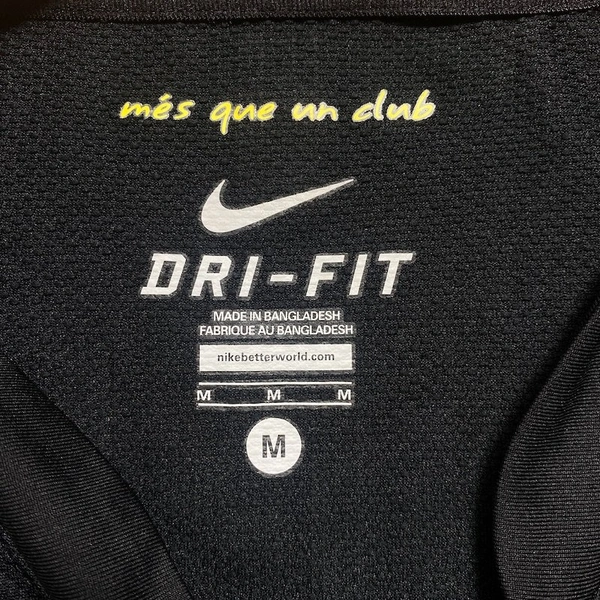 més que un club
DRI-FIT
MADE IN BANGLADESH
FABRIQUE AU BANGLADESH
nikebetterworld.com
M M M
M